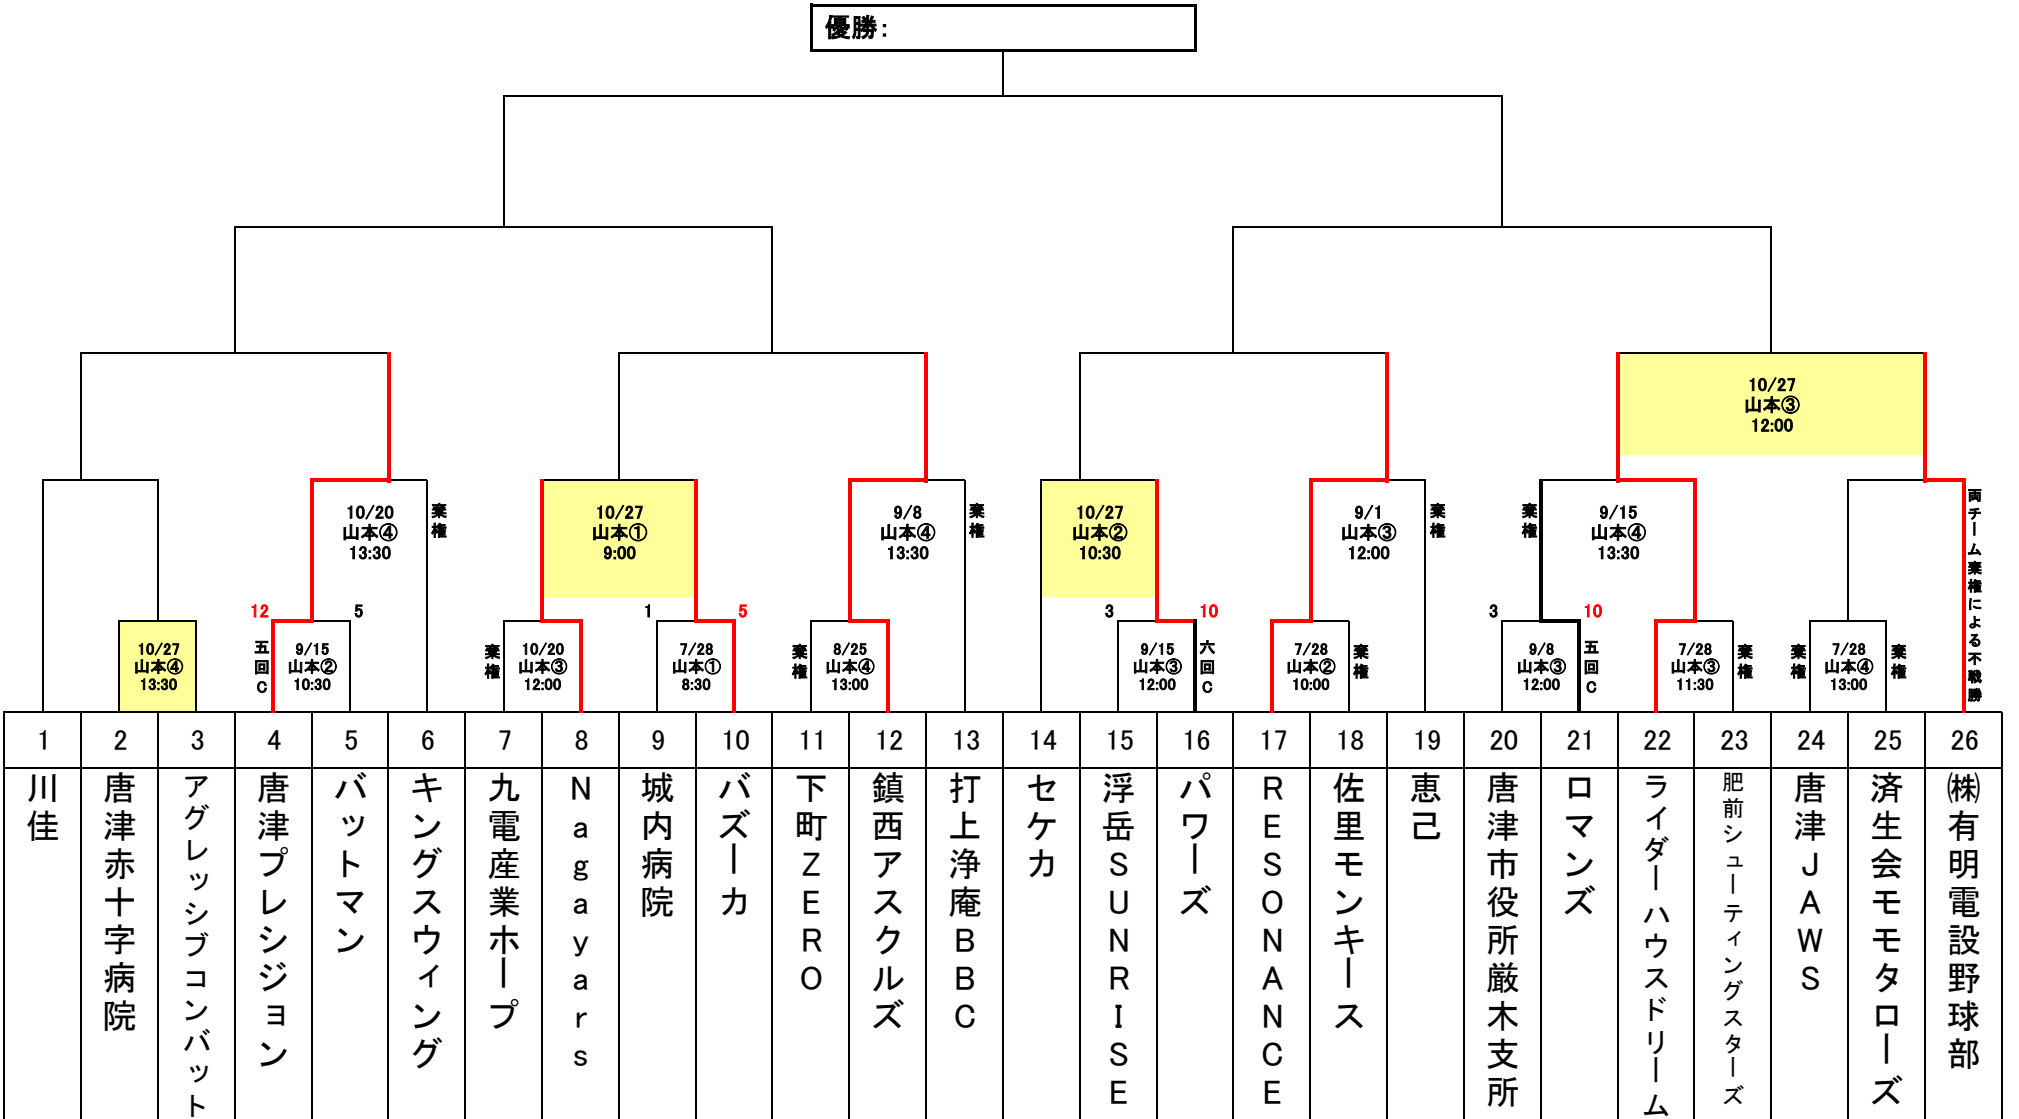 優勝：
10/27
山本③
12:00
10/20
山本④
13:30
棄権
10/27
山本①
9:00
9/8
山本④
13:30
棄権
10/27
山本②
10:30
9/1
山本③
12:00
棄権
棄権
9/15
山本④
13:30
両チーム棄権による不戦勝
10/27
山本④
13:30
12
五回C
9/15
山本②
10:30
5
棄権
10/20
山本③
12:00
1
7/28
山本①
8:30
5
棄権
8/25
山本④
13:00
3
9/15
山本③
12:00
10
六回C
7/28
山本②
10:00
棄権
3
9/8
山本③
12:00
10
五回C
7/28
山本③
11:30
棄権
棄権
7/28
山本④
13:00
棄権
1 2 3 4 5 6 7 8 9 10 11 12 13 14 15 16 17 18 19 20 21 22 23 24 25 26
川佳
唐津赤十字病院
アグレッシブコンバット
唐津プレシジョン
バットマン
キングスウィング
九電産業ホープ
Nagayars
城内病院
バズーカ
下町ZERO
鎮西アスクルズ
打上浄庵BBC
セケカ
浮岳SUNRISE
パワーズ
RESONANCE
佐里モンキース
恵己
唐津市役所厳木支所
ロマンズ
ライダーハウスドリーム
肥前シューティングスターズ
唐津JAWS
済生会モモタローズ
㈱有明電設野球部